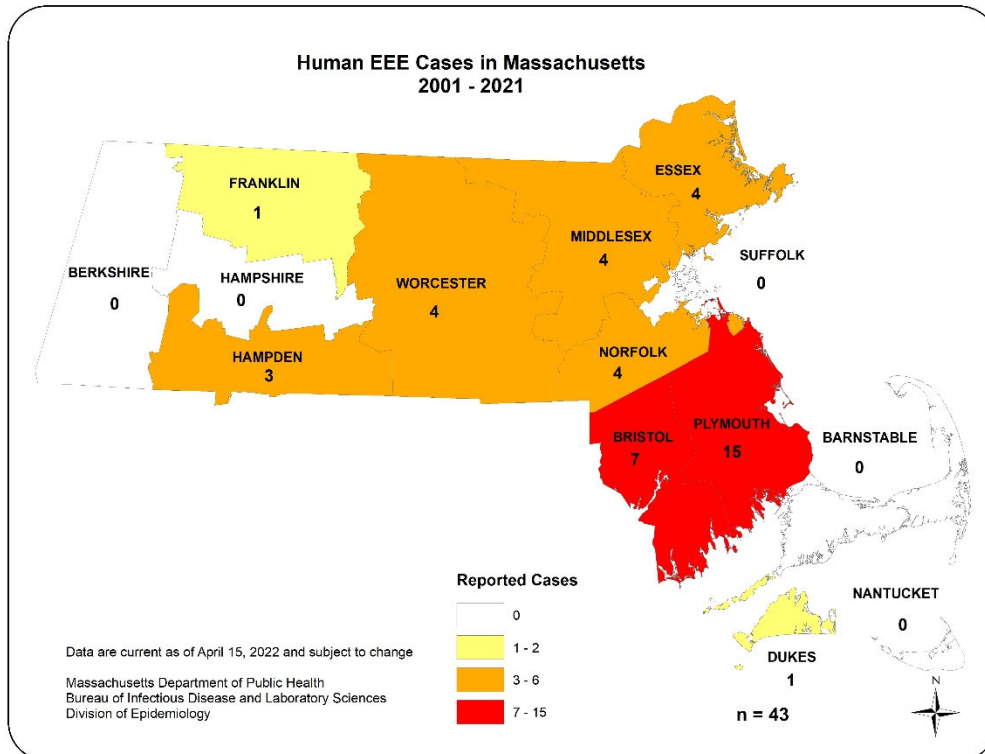 Human EEE Cases in Massachusetts
2001 - 2021
FRANKLIN
1
ESSEX
4
MIDDLESEX
4
SUFFOLK
0
BERKSHIRE
0
HAMPSHIRE
0
WORCESTER
4
HAMPDEN
3
NORFOLK
4
BRISTOL
7
PLYMOUTH
15
BARNSTABLE
0
NANTUCKET
0
DUKES
1
n = 43
N
Reported Cases
0
1 - 2
3 - 6
7 - 15
Data are current as of April 15, 2022 and subject to change
Massachusetts Department of Public Health
Bureau of Infectious Disease and Laboratory Sciences
Division of Epidemiology